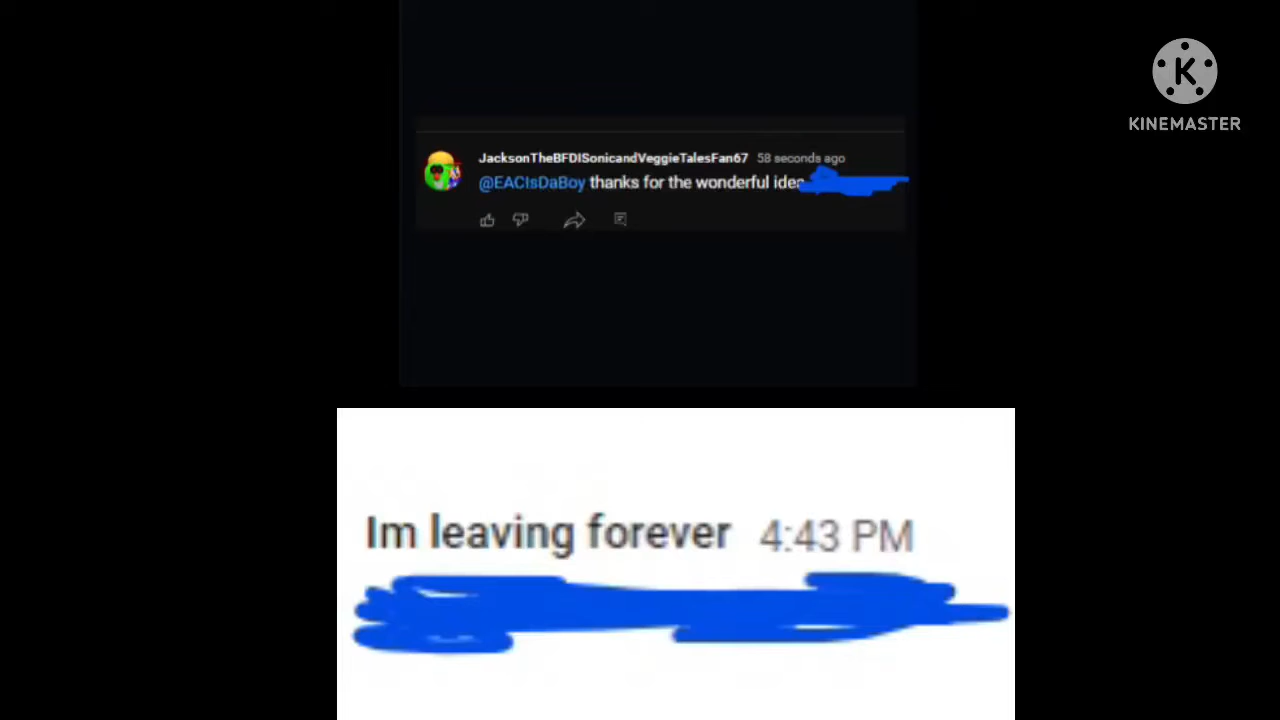 KINEMASTER
JacksonTheBFDISonicandVeggieTalesFan67 58 seconds ago
@EACIsDaBoy thanks for the wonderful idea
Im leaving forever 4:43 PM